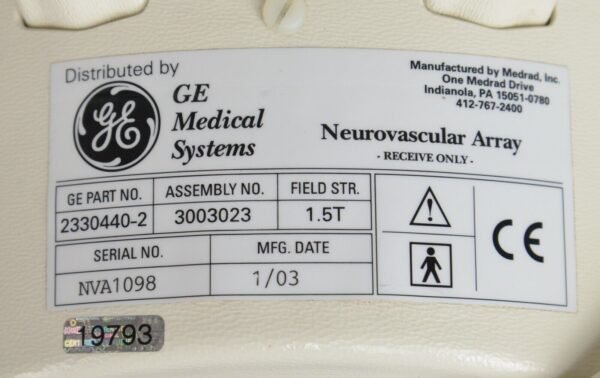 Distributed by
GE
GE
Medical
Systems
Manufactured by Medrad, Inc.
One Medrad Drive
Indianola, PA 15051-0780
412-767-2400
Neurovascular Array
- RECEIVE ONLY -
GE PART NO. ASSEMBLY NO. FIELD STR.
2330440-2 3003023 1.5T
SERIAL NO. MFG. DATE
NVA1098 1/03
CE
19793